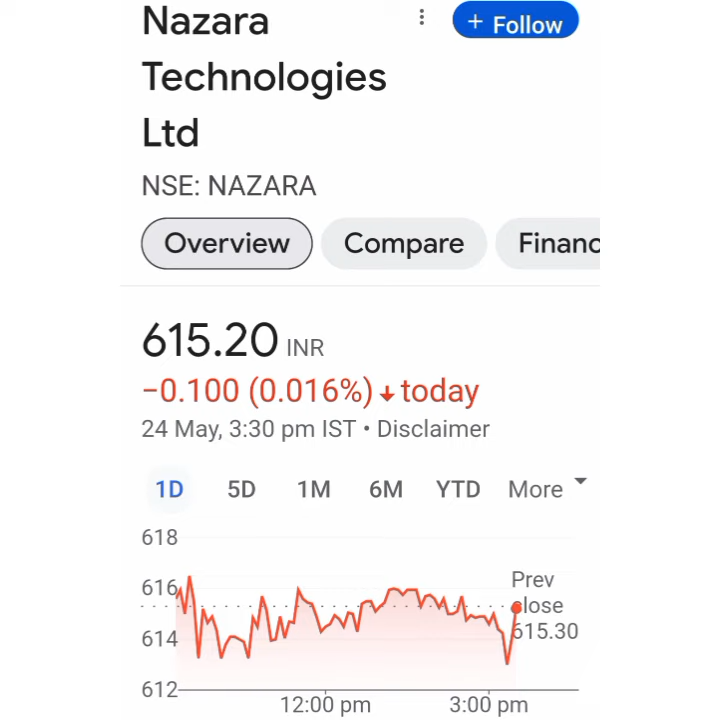 Nazara
Technologies
Ltd
+ Follow
NSE: NAZARA
Overview Compare Financ
615.20 INR
−0.100 (0.016%) ↓ today
24 May, 3:30 pm IST • Disclaimer
1D 5D 1M 6M YTD More
618
616
614
612
Prev
close
615.30
12:00 pm 3:00 pm